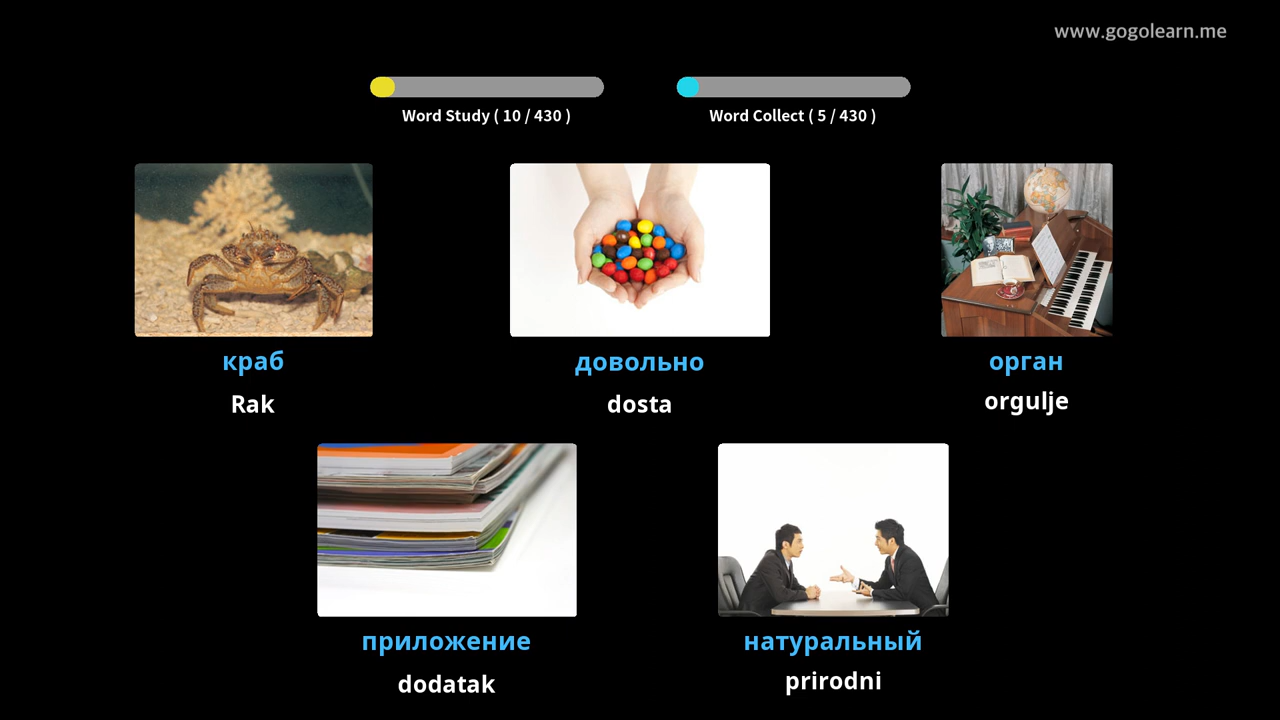 www.gogolearn.me
Word Study ( 10 / 430 )
Word Collect ( 5 / 430 )
краб
Rak
довольно
dosta
орган
orgulje
приложение
dodatak
натуральный
prirodni